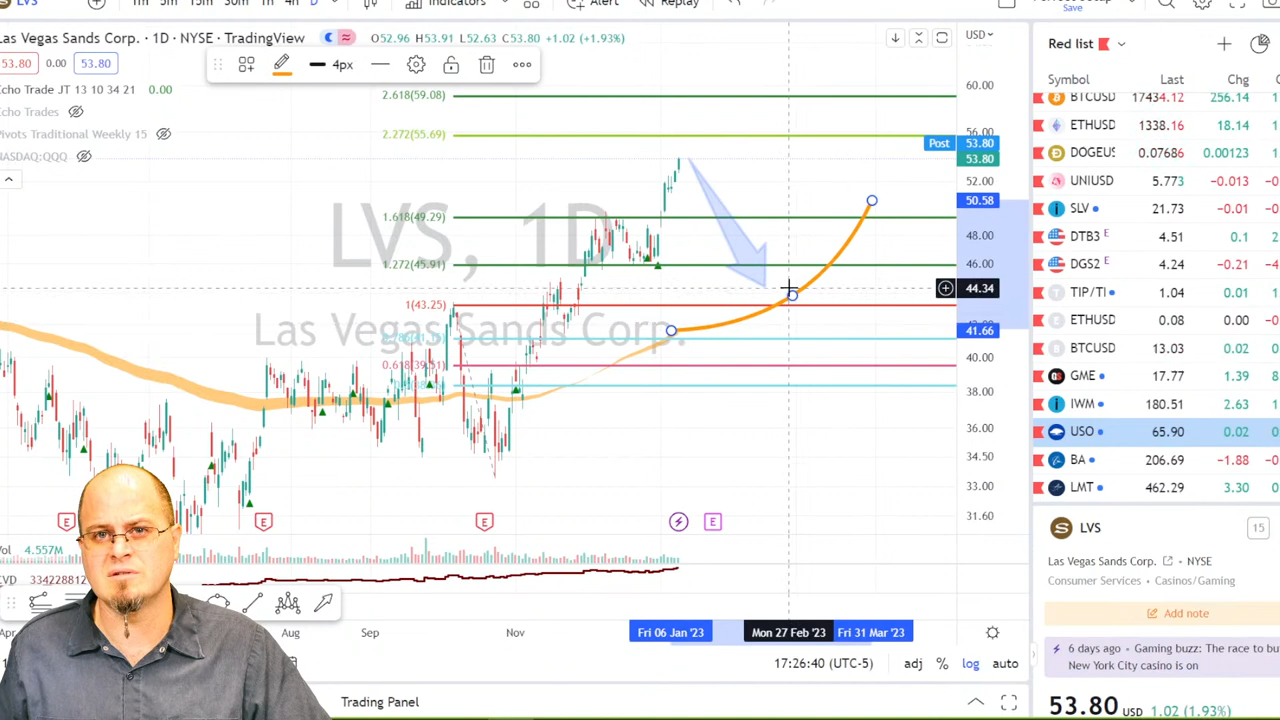 LVS 1D Indicators Alert Replay Save
Las Vegas Sands Corp. · 1D · NYSE · TradingView O52.96 H53.91 L52.63 C53.80 +1.02 (+1.93%) USD
53.80 0.00 53.80 4px
Echo Trade JT 13 10 34 21 0.00
Echo Trades
Pivots Traditional Weekly 15
NASDAQ:QQQ
2.618(59.08)
2.272(55.69)
1.618(49.29)
1.272(45.91)
1(43.25)
0.618(39.51)
LVS, 1D
Las Vegas Sands Corp.
60.00
56.00
Post 53.80
53.80
52.00
50.58
48.00
46.00
44.34
41.66
40.00
38.00
36.00
34.50
33.00
31.60
E E E E
Vol 4.557M
CVD 334228812
Apr Aug Sep Nov
Fri 06 Jan '23 Mon 27 Feb '23 Fri 31 Mar '23
17:26:40 (UTC-5) adj % log auto
Trading Panel
Red list
Symbol Last Chg
BTCUSD 17434.12 256.14
ETHUSD 1338.16 18.14
DOGEUS 0.07686 0.00123
UNIUSD 5.773 −0.013
SLV 21.73 −0.01
DTB3 E 4.51 0.1
DGS2 E 4.24 −0.21
TIP/TI 1.04 0.01
ETHUSD 0.08 0.00
BTCUSD 13.03 0.02
GME 17.77 1.39
IWM 180.51 2.63
USO 65.90 0.02
BA 206.69 −1.88
LMT 462.29 3.30
LVS 15
Las Vegas Sands Corp. · NYSE
Consumer Services · Casinos/Gaming
Add note
6 days ago · Gaming buzz: The race to bu
New York City casino is on
53.80 USD 1.02 (1.93%)